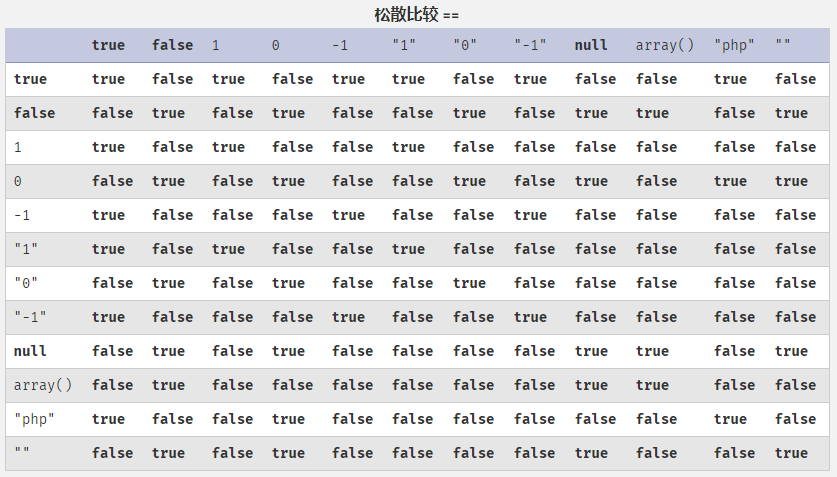 松散比较 ==
true false 1 0 -1 "1" "0" "-1" null array() "php" ""
true true false true false true true false true false false true false
false false true false true false false true false true true false true
1 true false true false false true false false false false false false
0 false true false true false false true false true false true true
-1 true false false false true false false true false false false false
"1" true false true false false true false false false false false false
"0" false true false true false false true false false false false false
"-1" true false false false true false false true false false false false
null false true false true false false false false true true false true
array() false true false false false false false false true true false false
"php" true false false true false false false false false false true false
"" false true false true false false false false true false false true